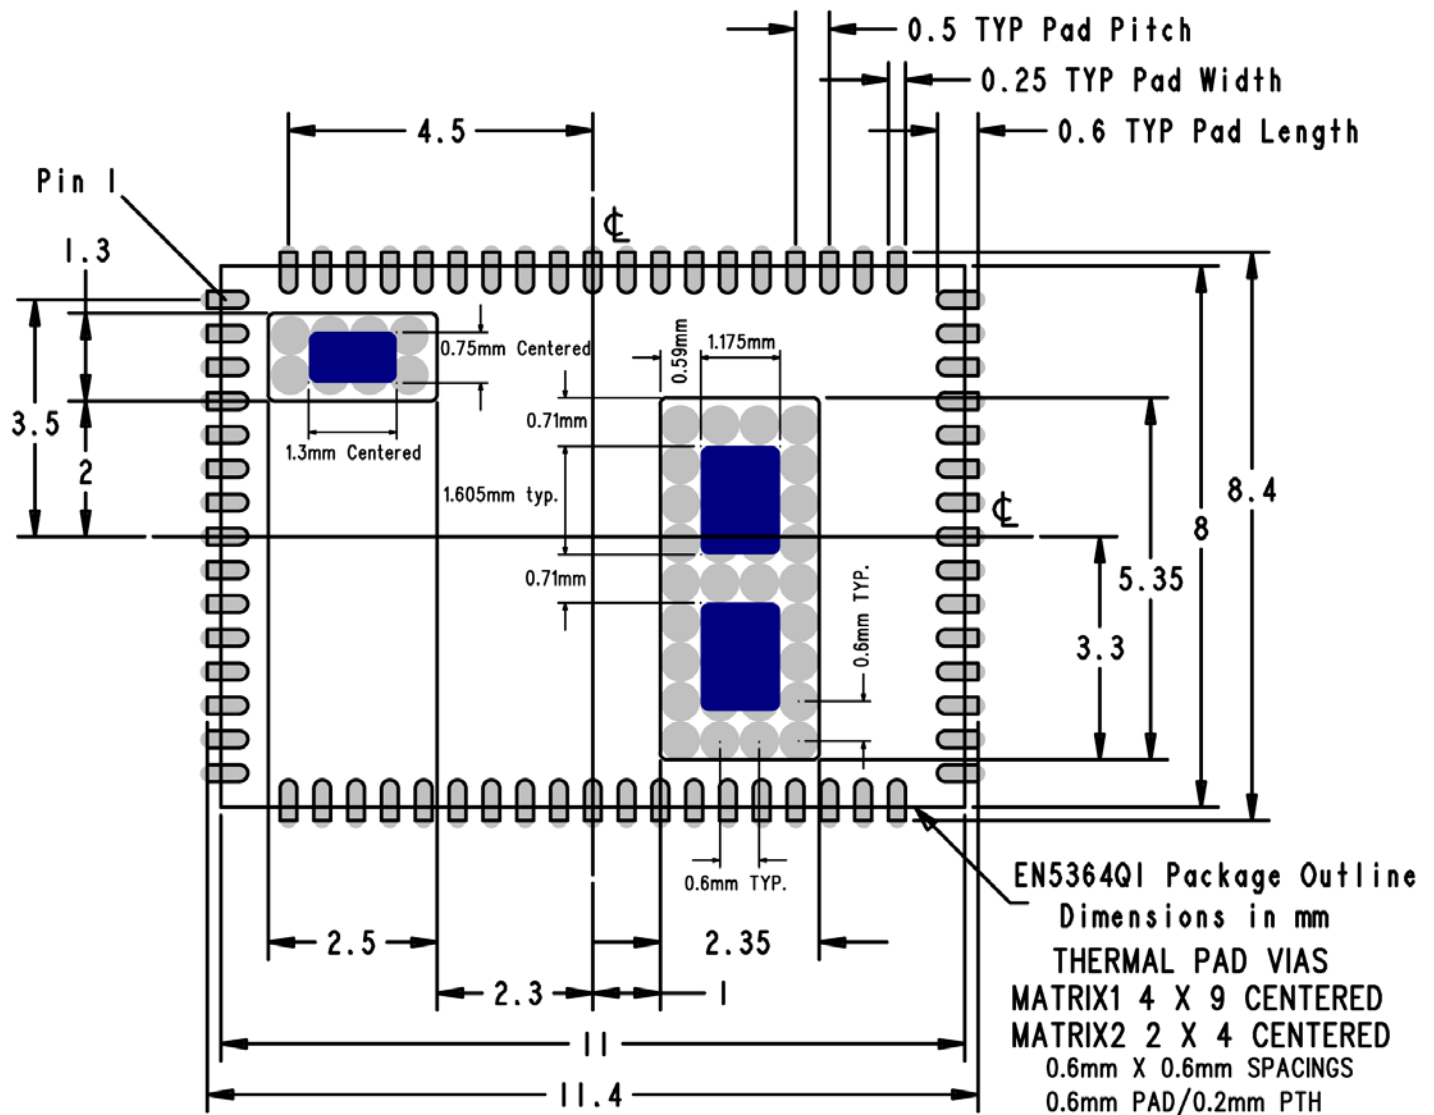 0.5 TYP Pad Pitch
0.25 TYP Pad Width
4.5
0.6 TYP Pad Length
Pin 1
℄
1.3
0.75mm Centered
0.59mm
1.175mm
0.71mm
3.5
1.3mm Centered
2
1.605mm typ.
8.4
℄
8
0.71mm
5.35
0.6mm TYP.
3.3
0.6mm TYP.
EN5364QI Package Outline
Dimensions in mm
2.5
2.35
THERMAL PAD VIAS
2.3
1
MATRIX1 4 X 9 CENTERED
MATRIX2 2 X 4 CENTERED
11
0.6mm X 0.6mm SPACINGS
11.4
0.6mm PAD/0.2mm PTH